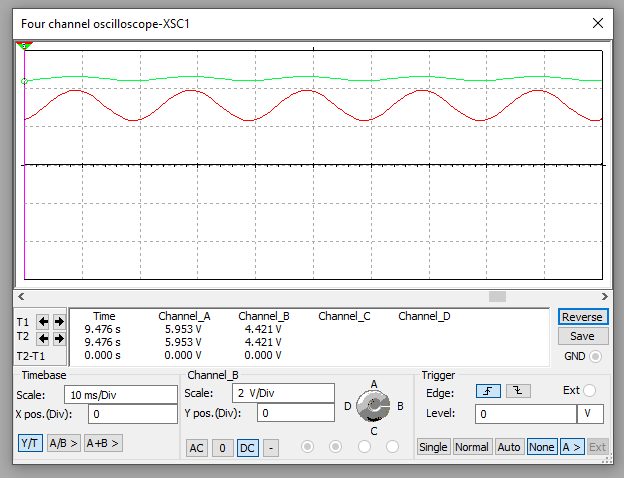 Four channel oscilloscope-XSC1
Time Channel_A Channel_B Channel_C Channel_D
T1 9.476 s 5.953 V 4.421 V
T2 9.476 s 5.953 V 4.421 V
T2-T1 0.000 s 0.000 V 0.000 V
Reverse
Save
GND
Timebase
Scale: 10 ms/Div
X pos.(Div): 0
Y/T A/B > A+B >
Channel_B
Scale: 2 V/Div
Y pos.(Div): 0
AC 0 DC -
A
D B
C
Trigger
Edge: Ext
Level: 0 V
Single Normal Auto None A > Ext